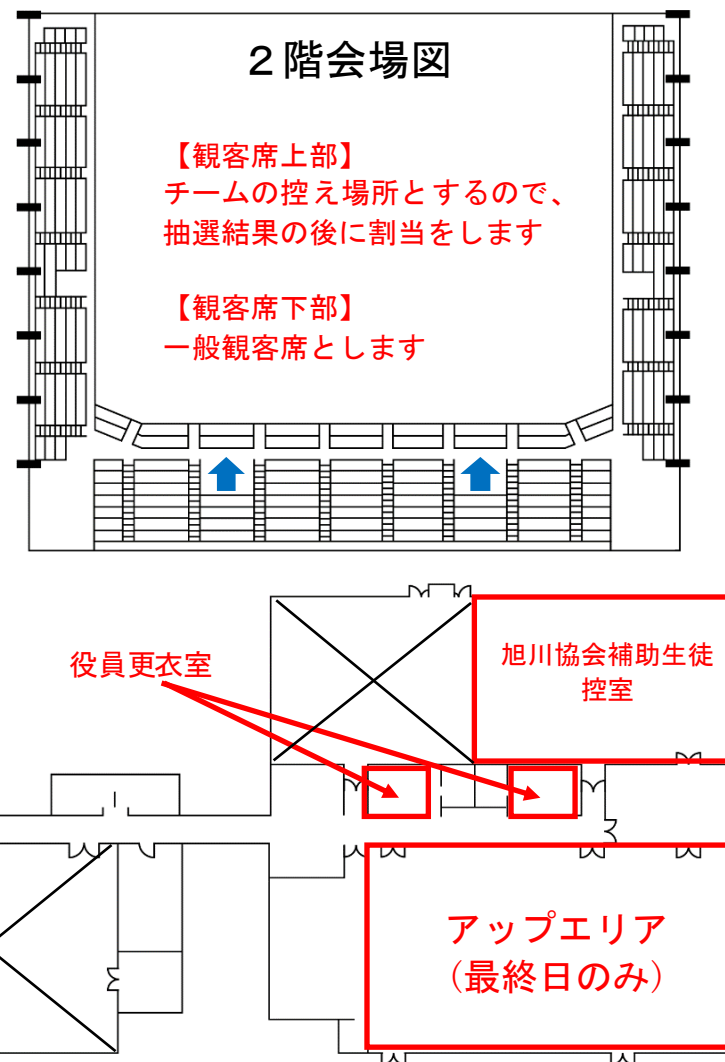 ２階会場図
【観客席上部】
チームの控え場所とするので、
抽選結果の後に割当をします
【観客席下部】
一般観客席とします
役員更衣室
旭川協会補助生徒
控室
アップエリア
(最終日のみ)